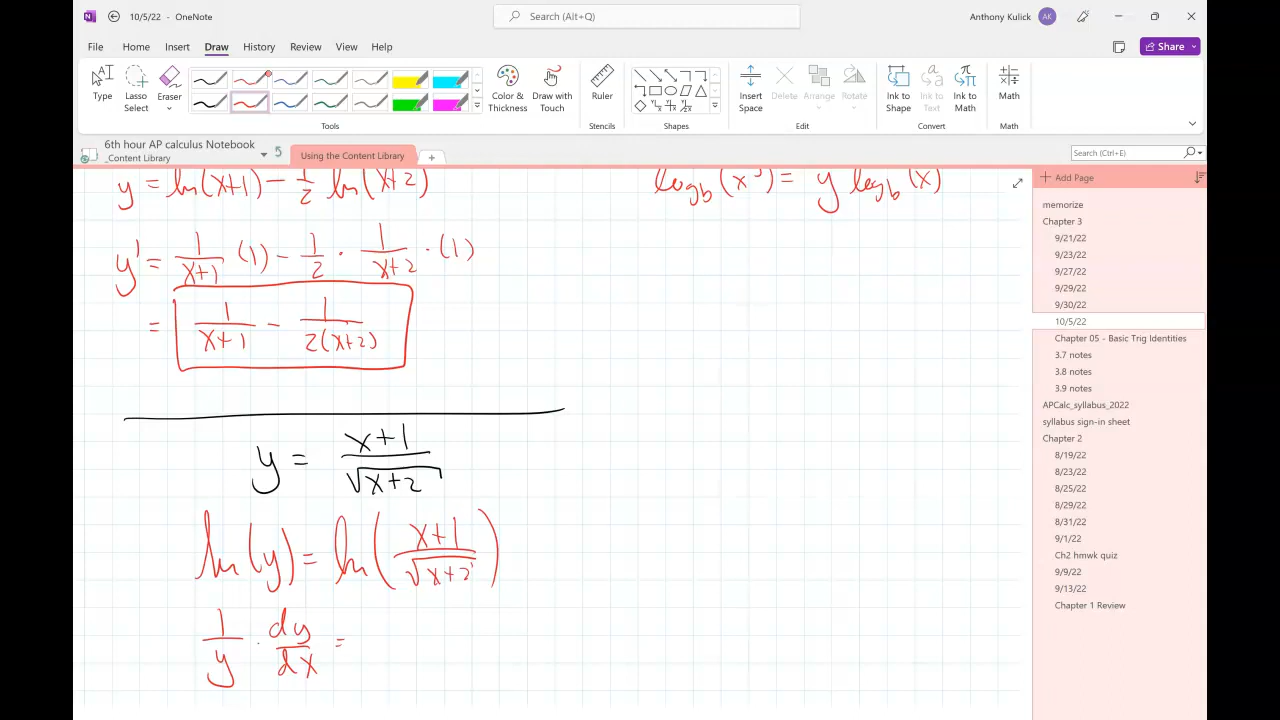 10/5/22 - OneNote
Search (Alt+Q)
Anthony Kulick
AK
File Home Insert Draw History Review View Help
Share
Type
Lasso Select
Eraser
Color & Thickness
Draw with Touch
Ruler
Insert Space
Delete
Arrange
Rotate
Ink to Shape
Ink to Text
Ink to Math
Math
Tools
Stencils
Shapes
Edit
Convert
Math
6th hour AP calculus Notebook
_Content Library
Using the Content Library
Search (Ctrl+E)
y = ln(x+1) - 1/2 ln(x+2)
log_b(x^y) = y log_b(x)
y' = 1/(x+1) (1) - 1/2 · 1/(x+2) · (1)
= 1/(x+1) - 1/(2(x+2))
y = (x+1)/√(x+2)
ln(y) = ln((x+1)/√(x+2))
1/y · dy/dx =
Add Page
memorize
Chapter 3
9/21/22
9/23/22
9/27/22
9/29/22
9/30/22
10/5/22
Chapter 05 - Basic Trig Identities
3.7 notes
3.8 notes
3.9 notes
APCalc_syllabus_2022
syllabus sign-in sheet
Chapter 2
8/19/22
8/23/22
8/25/22
8/29/22
8/31/22
9/1/22
Ch2 hmwk quiz
9/9/22
9/13/22
Chapter 1 Review